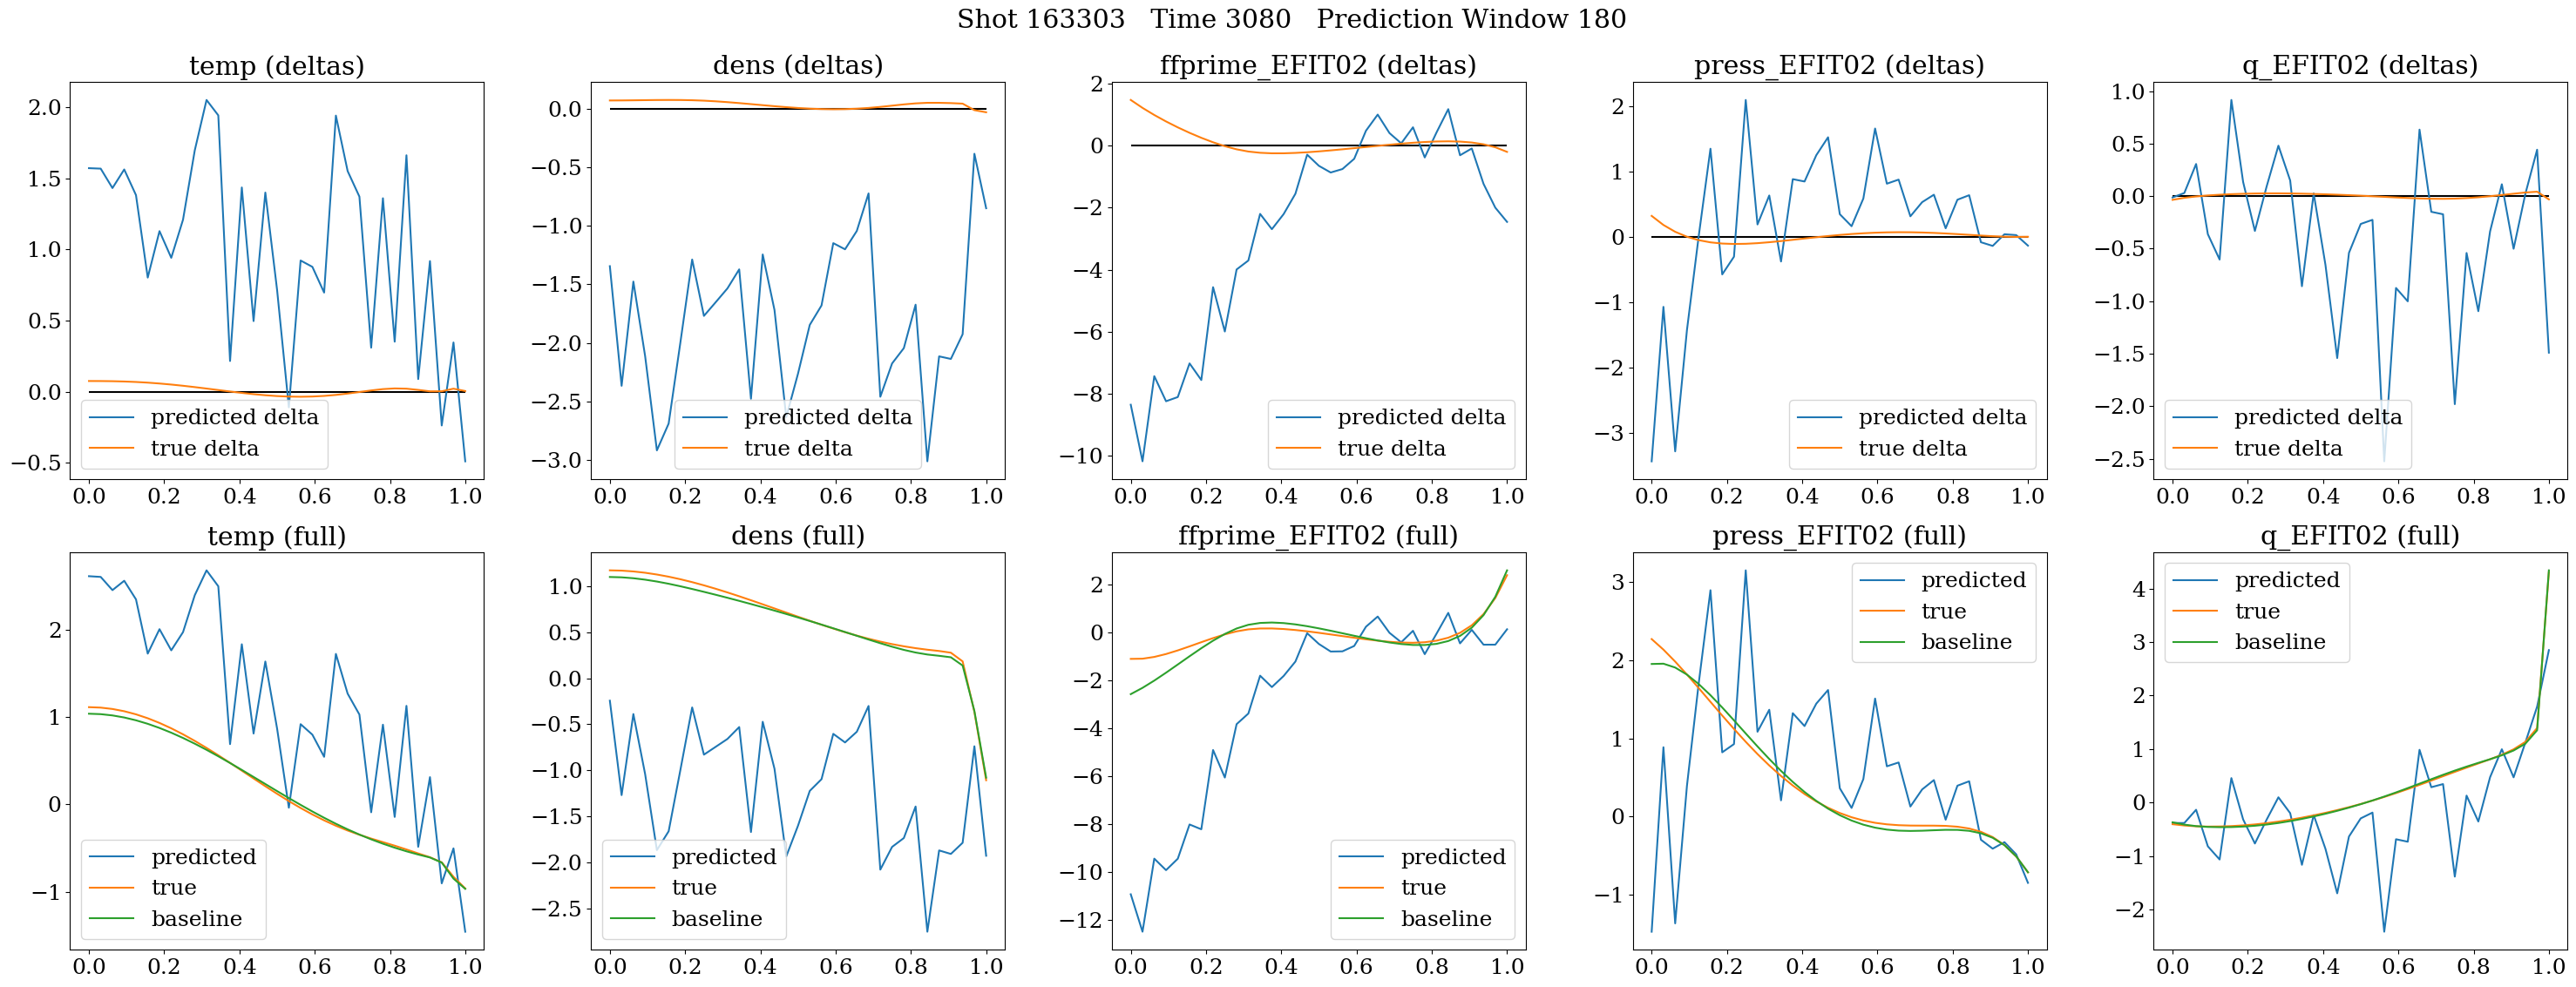 Shot 163303   Time 3080   Prediction Window 180
temp (deltas)
2.0
1.5
1.0
0.5
0.0
−0.5
predicted delta
true delta
0.0 0.2 0.4 0.6 0.8 1.0
dens (deltas)
0.0
−0.5
−1.0
−1.5
−2.0
−2.5
−3.0
predicted delta
true delta
0.0 0.2 0.4 0.6 0.8 1.0
ffprime_EFIT02 (deltas)
2
0
−2
−4
−6
−8
−10
predicted delta
true delta
0.0 0.2 0.4 0.6 0.8 1.0
press_EFIT02 (deltas)
2
1
0
−1
−2
−3
predicted delta
true delta
0.0 0.2 0.4 0.6 0.8 1.0
q_EFIT02 (deltas)
1.0
0.5
0.0
−0.5
−1.0
−1.5
−2.0
−2.5
predicted delta
true delta
0.0 0.2 0.4 0.6 0.8 1.0
temp (full)
2
1
0
−1
predicted
true
baseline
0.0 0.2 0.4 0.6 0.8 1.0
dens (full)
1.0
0.5
0.0
−0.5
−1.0
−1.5
−2.0
−2.5
predicted
true
baseline
0.0 0.2 0.4 0.6 0.8 1.0
ffprime_EFIT02 (full)
2
0
−2
−4
−6
−8
−10
−12
predicted
true
baseline
0.0 0.2 0.4 0.6 0.8 1.0
press_EFIT02 (full)
3
2
1
0
−1
predicted
true
baseline
0.0 0.2 0.4 0.6 0.8 1.0
q_EFIT02 (full)
4
3
2
1
0
−1
−2
predicted
true
baseline
0.0 0.2 0.4 0.6 0.8 1.0